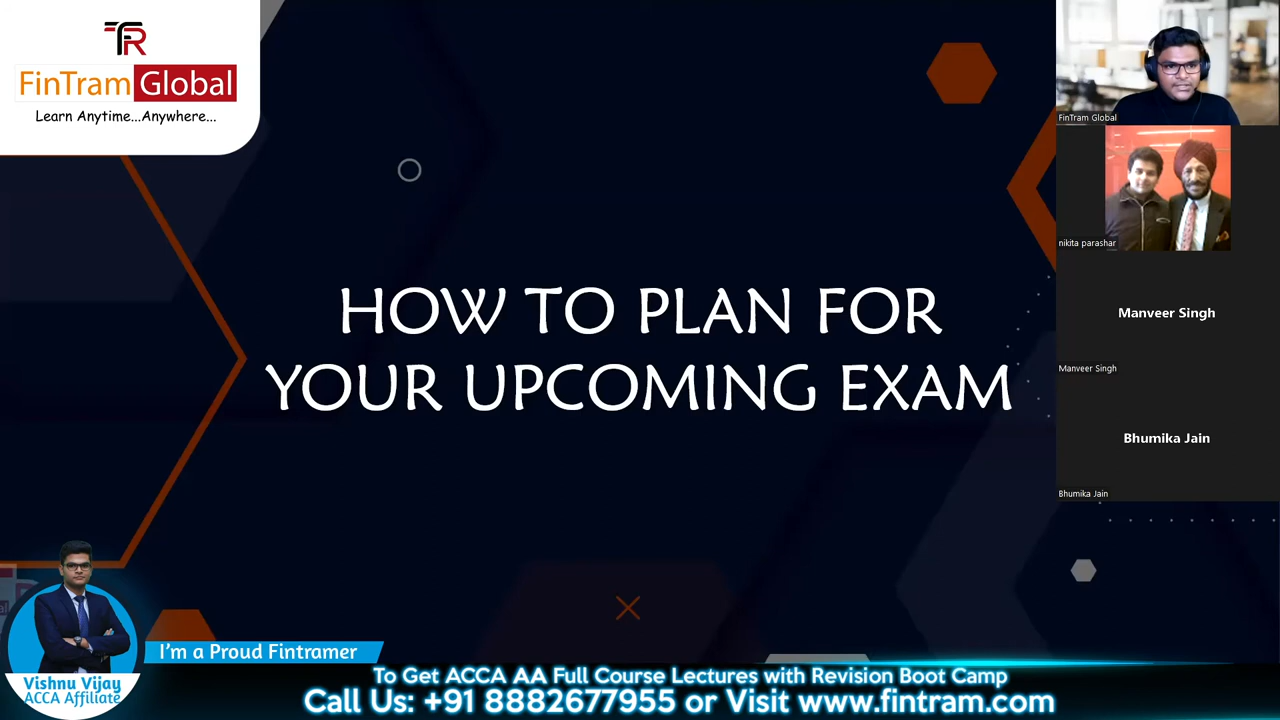 TR
FinTram Global
Learn Anytime...Anywhere...
HOW TO PLAN FOR
YOUR UPCOMING EXAM
FinTram Global
nikita parashar
Manveer Singh
Manveer Singh
Bhumika Jain
Bhumika Jain
I'm a Proud Fintramer
Vishnu Vijay
ACCA Affiliate
To Get ACCA AA Full Course Lectures with Revision Boot Camp
Call Us: +91 8882677955 or Visit www.fintram.com